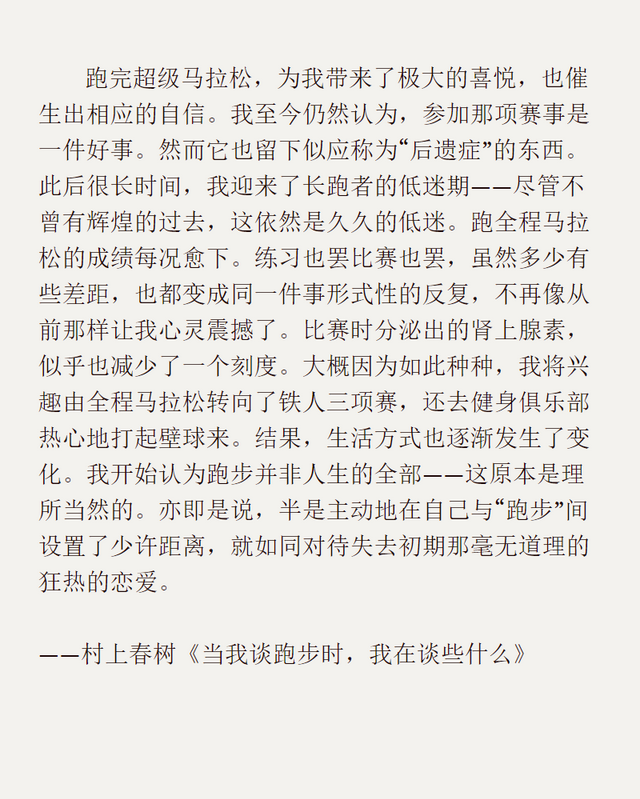 跑完超级马拉松，为我带来了极大的喜悦，也催
生出相应的自信。我至今仍然认为，参加那项赛事是
一件好事。然而它也留下似应称为“后遗症”的东西。
此后很长时间，我迎来了长跑者的低迷期——尽管不
曾有辉煌的过去，这依然是久久的低迷。跑全程马拉
松的成绩每况愈下。练习也罢比赛也罢，虽然多少有
些差距，也都变成同一件事形式性的反复，不再像从
前那样让我心灵震撼了。比赛时分泌出的肾上腺素，
似乎也减少了一个刻度。大概因为如此种种，我将兴
趣由全程马拉松转向了铁人三项赛，还去健身俱乐部
热心地打起壁球来。结果，生活方式也逐渐发生了变
化。我开始认为跑步并非人生的全部——这原本是理
所当然的。亦即是说，半是主动地在自己与“跑步”间
设置了少许距离，就如同对待失去初期那毫无道理的
狂热的恋爱。
——村上春树《当我谈跑步时，我在谈些什么》